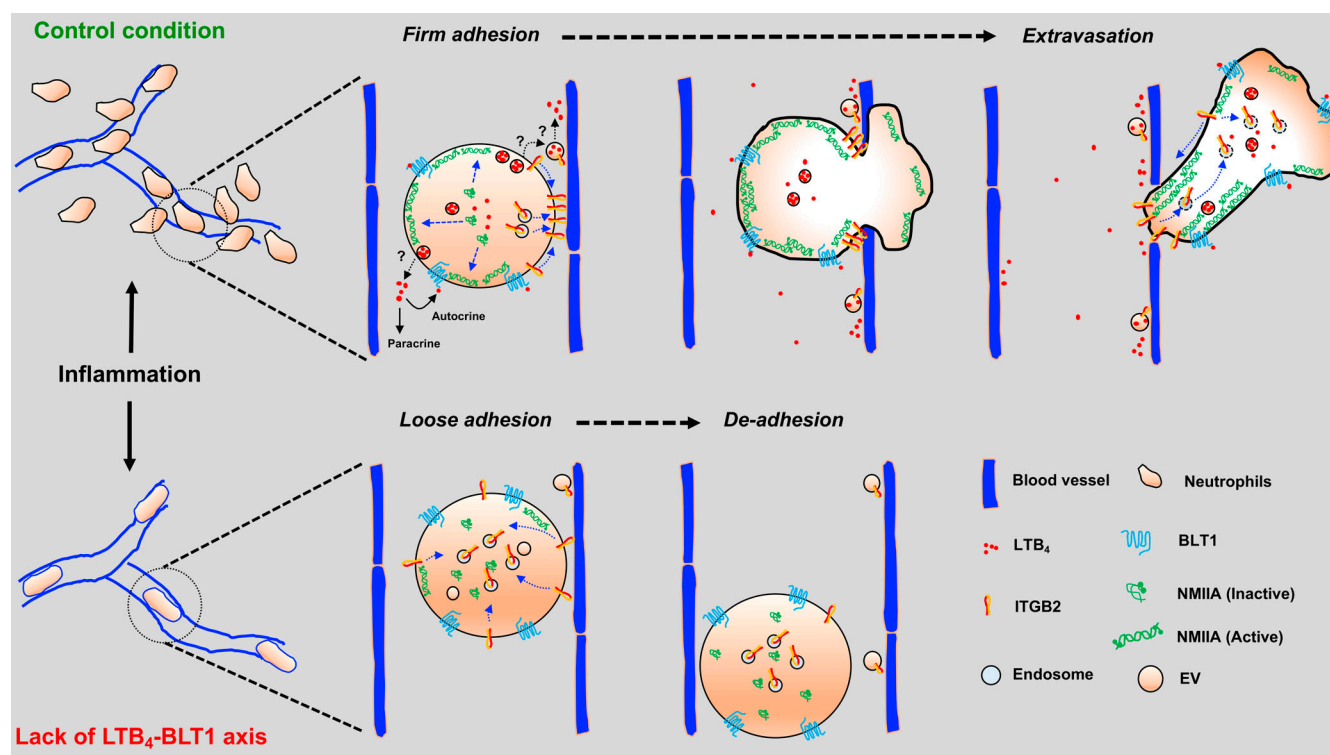 Control condition
Firm adhesion
Extravasation
?
?
?
Autocrine
Paracrine
Inflammation
Loose adhesion
De-adhesion
Blood vessel
Neutrophils
LTB₄
BLT1
ITGB2
NMIIA (Inactive)
NMIIA (Active)
Endosome
EV
Lack of LTB₄-BLT1 axis